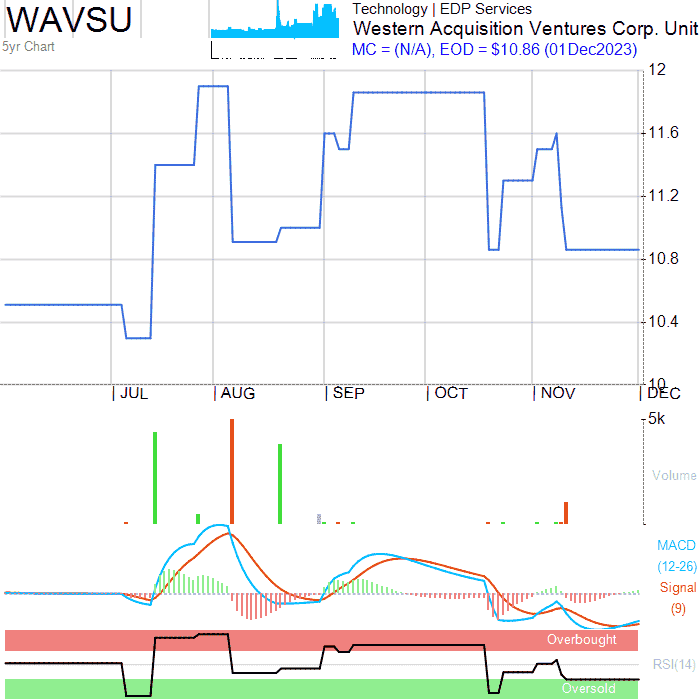 WAVSU
5yr Chart
Technology | EDP Services
Western Acquisition Ventures Corp. Unit
MC = (N/A), EOD = $10.86 (01Dec2023)
12
11.6
11.2
10.8
10.4
10
JUL AUG SEP OCT NOV DEC
5k
Volume
MACD
(12-26)
Signal
(9)
Overbought
RSI(14)
Oversold